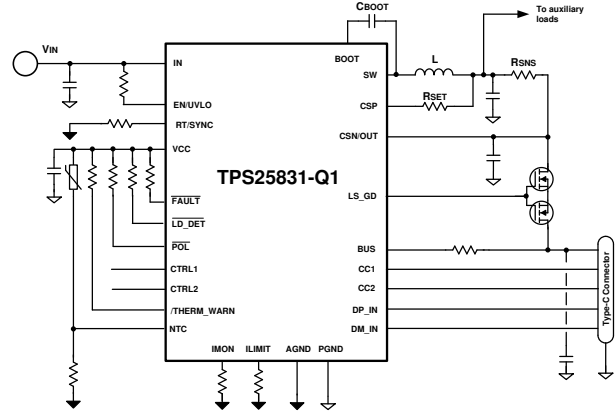 CBOOT
To auxiliary
loads
VIN
BOOT
L
RSNS
IN
SW
EN/UVLO
CSP
RSET
RT/SYNC
CSN/OUT
VCC
TPS25831-Q1
FAULT
LS_GD
LD_DET
POL
BUS
CTRL1
CC1
CTRL2
CC2
/THERM_WARN
DP_IN
NTC
DM_IN
Type-C Connector
IMON
ILIMIT
AGND
PGND